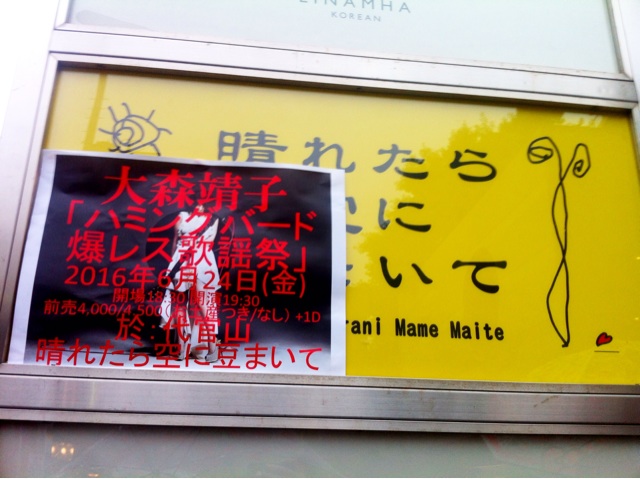 LINAMHA
KOREAN
晴れたら
に
いて
rani Mame Maite
大森靖子
「ハミングバード
爆レス歌謡祭」
2016年6月24日(金)
開場18:30 開演19:30
前売4,000/4,500 つき/なし) +1D
於:代官山
晴れたら空に豆まいて